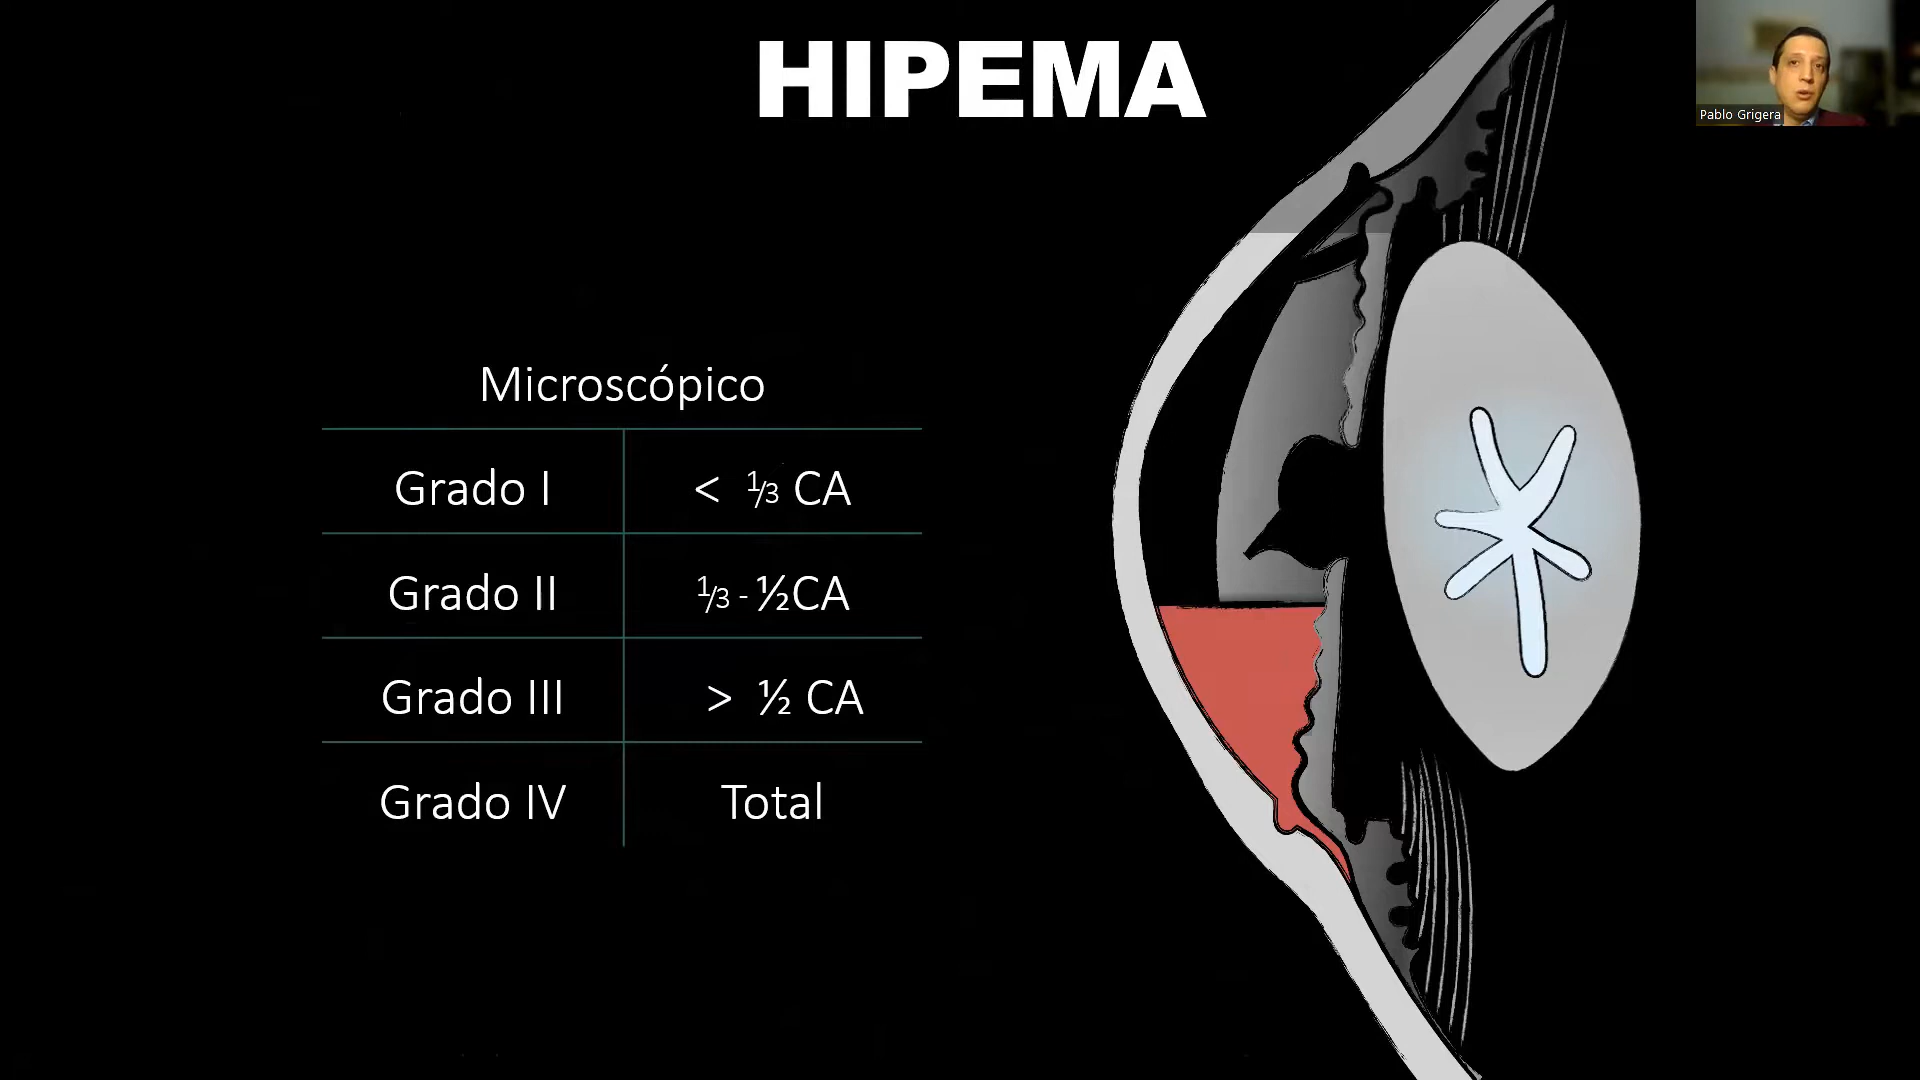 HIPEMA
Pablo Grigera
Microscópico
Grado I < ⅓ CA
Grado II ⅓ - ½CA
Grado III > ½ CA
Grado IV Total